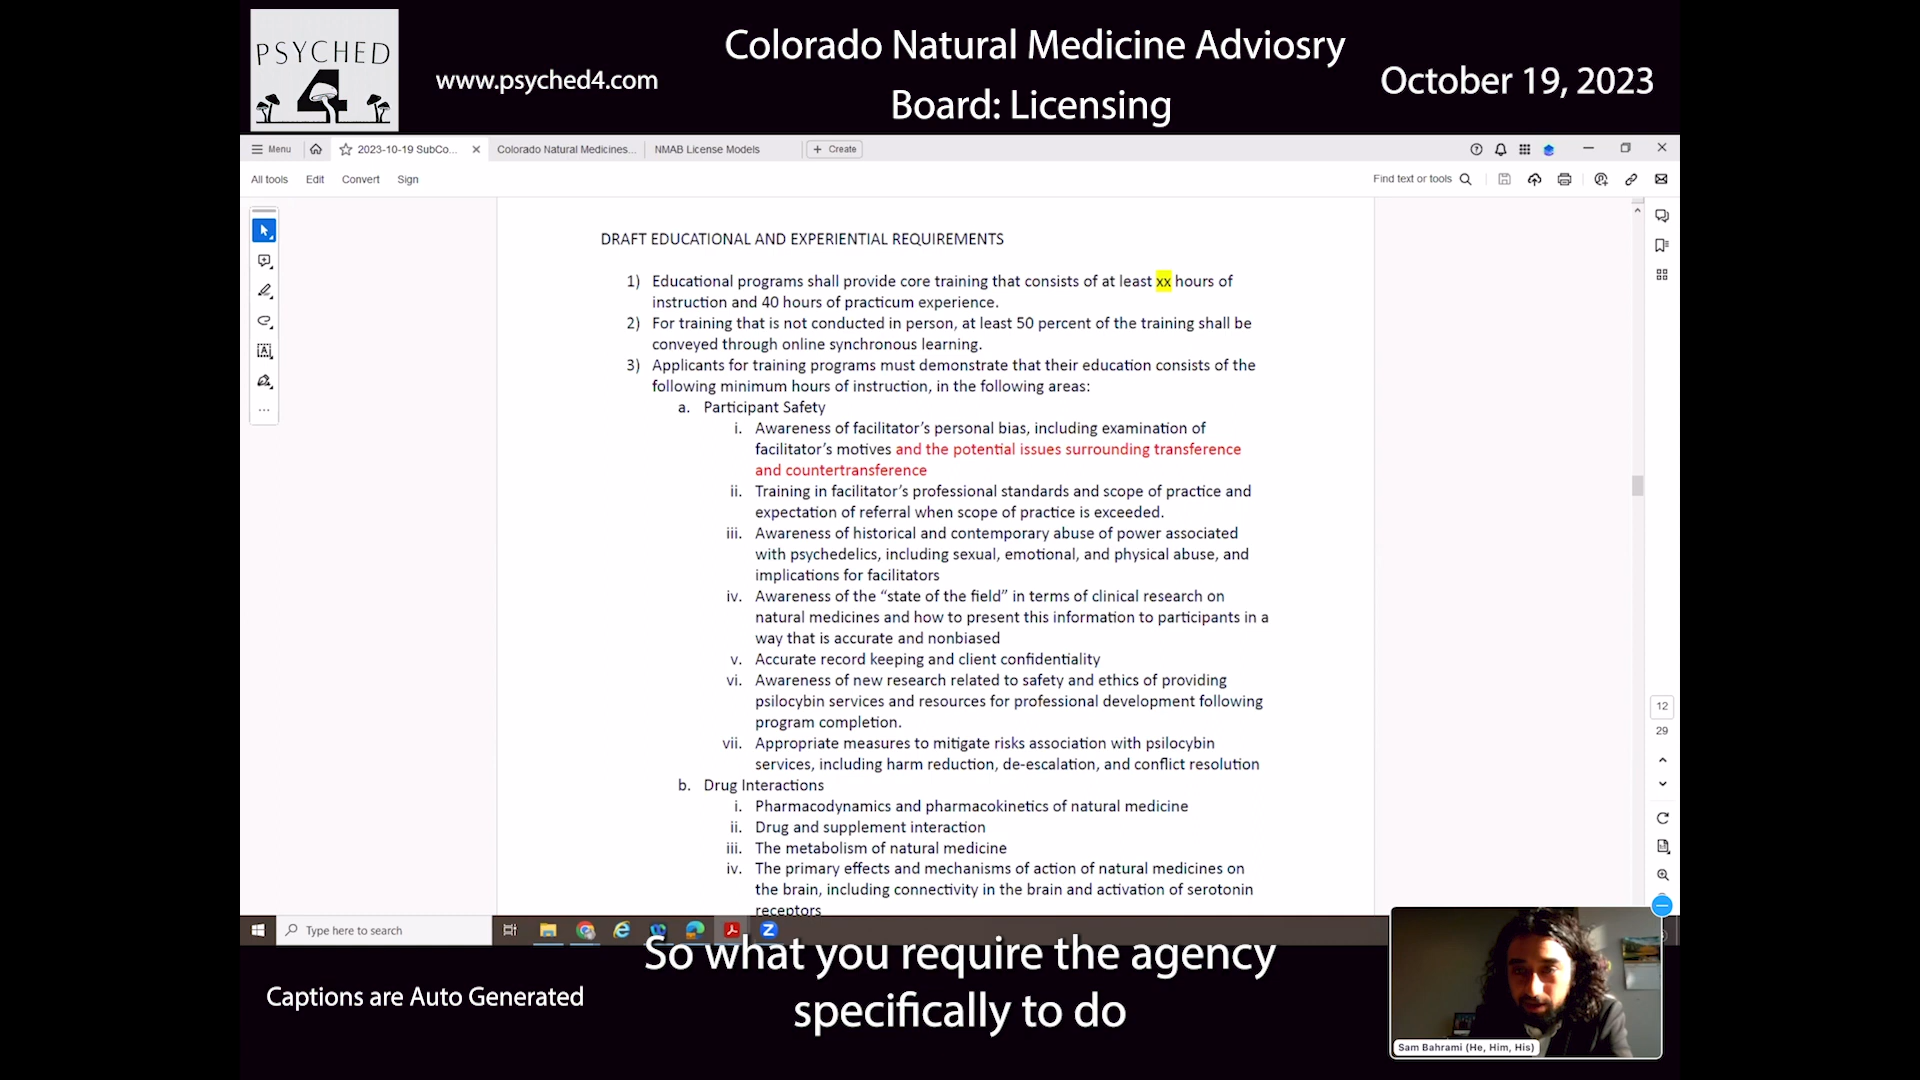 PSYCHED
4
www.psyched4.com
Colorado Natural Medicine Adviosry
Board: Licensing
October 19, 2023
Menu
2023-10-19 SubCo...
Colorado Natural Medicines...
NMAB License Models
+ Create
All tools
Edit
Convert
Sign
Find text or tools
DRAFT EDUCATIONAL AND EXPERIENTIAL REQUIREMENTS
1) Educational programs shall provide core training that consists of at least xx hours of
instruction and 40 hours of practicum experience.
2) For training that is not conducted in person, at least 50 percent of the training shall be
conveyed through online synchronous learning.
3) Applicants for training programs must demonstrate that their education consists of the
following minimum hours of instruction, in the following areas:
a. Participant Safety
i. Awareness of facilitator’s personal bias, including examination of
facilitator’s motives and the potential issues surrounding transference
and countertransference
ii. Training in facilitator’s professional standards and scope of practice and
expectation of referral when scope of practice is exceeded.
iii. Awareness of historical and contemporary abuse of power associated
with psychedelics, including sexual, emotional, and physical abuse, and
implications for facilitators
iv. Awareness of the “state of the field” in terms of clinical research on
natural medicines and how to present this information to participants in a
way that is accurate and nonbiased
v. Accurate record keeping and client confidentiality
vi. Awareness of new research related to safety and ethics of providing
psilocybin services and resources for professional development following
program completion.
vii. Appropriate measures to mitigate risks association with psilocybin
services, including harm reduction, de-escalation, and conflict resolution
b. Drug Interactions
i. Pharmacodynamics and pharmacokinetics of natural medicine
ii. Drug and supplement interaction
iii. The metabolism of natural medicine
iv. The primary effects and mechanisms of action of natural medicines on
the brain, including connectivity in the brain and activation of serotonin
receptors
12
29
Type here to search
So what you require the agency
specifically to do
Captions are Auto Generated
Sam Bahrami (He, Him, His)